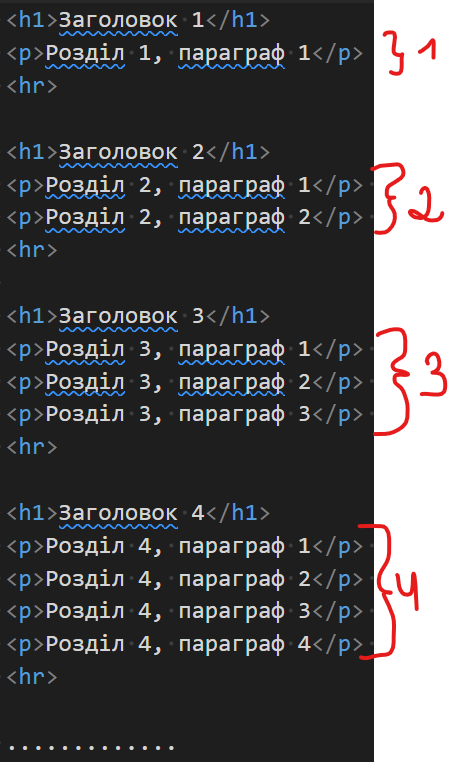 <h1>Заголовок 1</h1>
<p>Розділ 1, параграф 1</p> 1
<hr>
<h1>Заголовок 2</h1>
<p>Розділ 2, параграф 1</p>
<p>Розділ 2, параграф 2</p> 2
<hr>
<h1>Заголовок 3</h1>
<p>Розділ 3, параграф 1</p>
<p>Розділ 3, параграф 2</p> 3
<p>Розділ 3, параграф 3</p>
<hr>
<h1>Заголовок 4</h1>
<p>Розділ 4, параграф 1</p>
<p>Розділ 4, параграф 2</p> 4
<p>Розділ 4, параграф 3</p>
<p>Розділ 4, параграф 4</p>
<hr>
.............